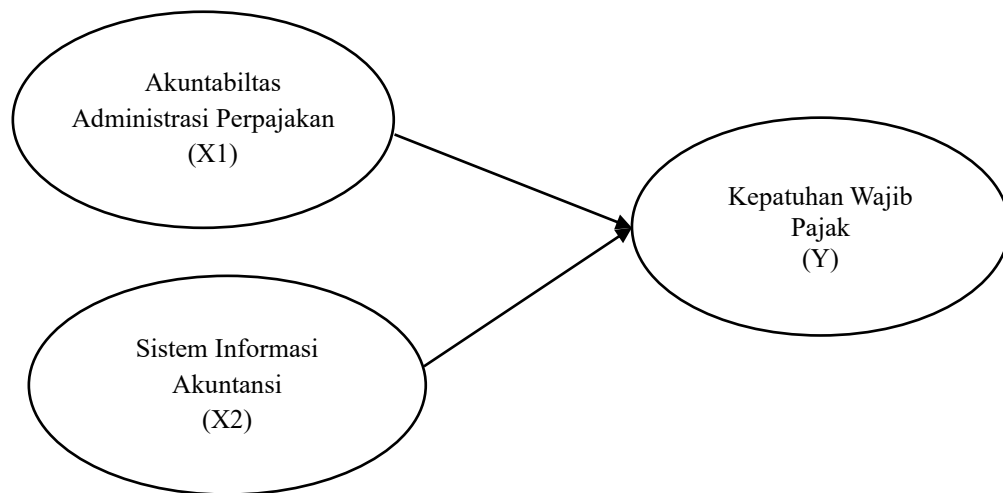 Akuntabiltas
Administrasi Perpajakan
(X1)
Kepatuhan Wajib
Pajak
(Y)
Sistem Informasi
Akuntansi
(X2)